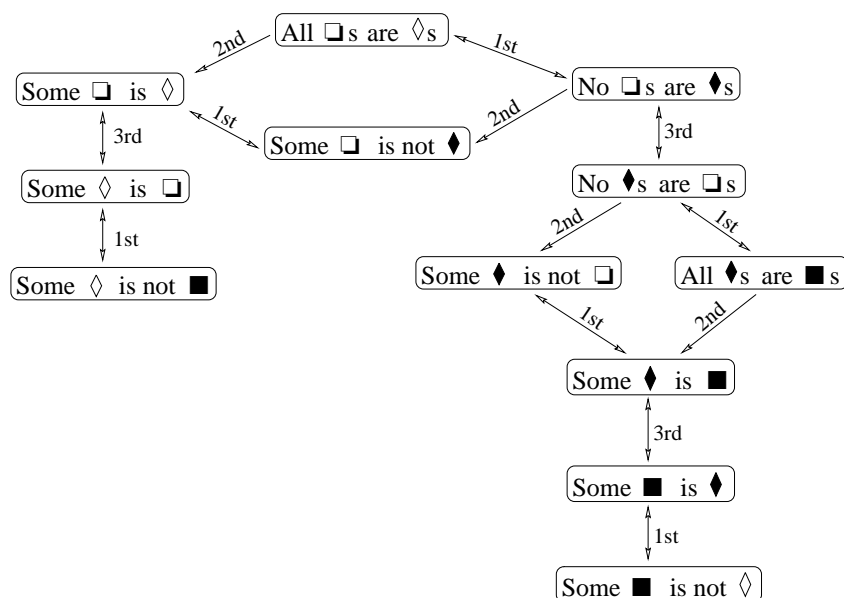 All ❏s are ◊s
2nd
1st
Some ❏ is ◊
No ❏s are ♦s
1st
2nd
3rd
Some ❏ is not ♦
3rd
Some ◊ is ❏
No ♦s are ❏s
2nd
1st
1st
Some ◊ is not ■
Some ♦ is not ❏
All ♦s are ■s
1st
2nd
Some ♦ is ■
3rd
Some ■ is ♦
1st
Some ■ is not ◊